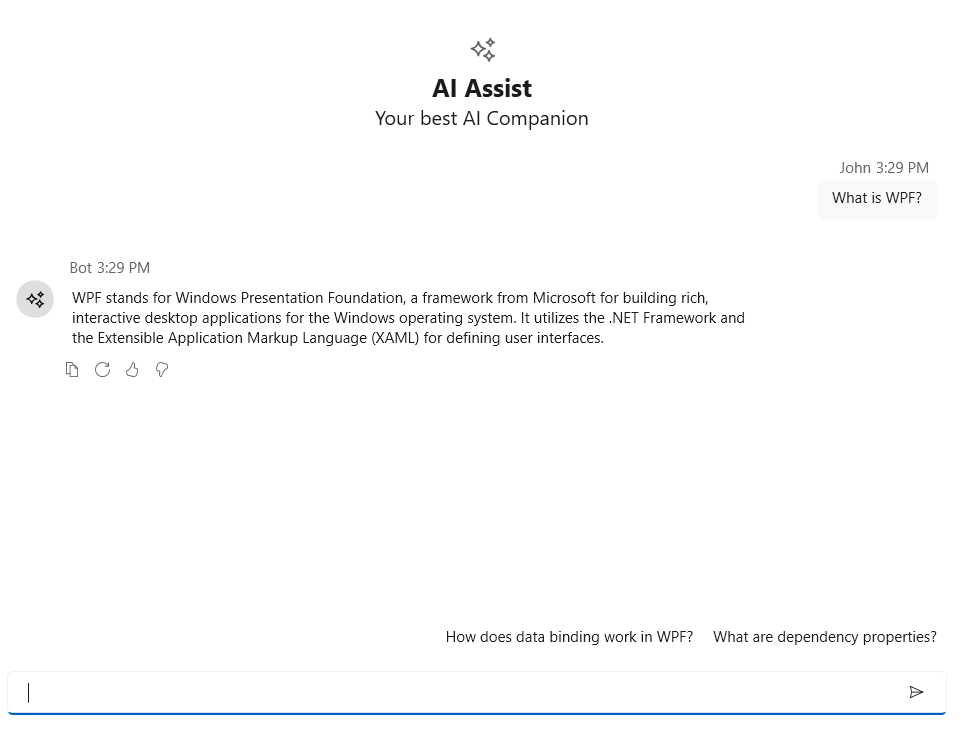 AI Assist
Your best AI Companion
John 3:29 PM
What is WPF?
Bot 3:29 PM
WPF stands for Windows Presentation Foundation, a framework from Microsoft for building rich,
interactive desktop applications for the Windows operating system. It utilizes the .NET Framework and
the Extensible Application Markup Language (XAML) for defining user interfaces.
How does data binding work in WPF? What are dependency properties?